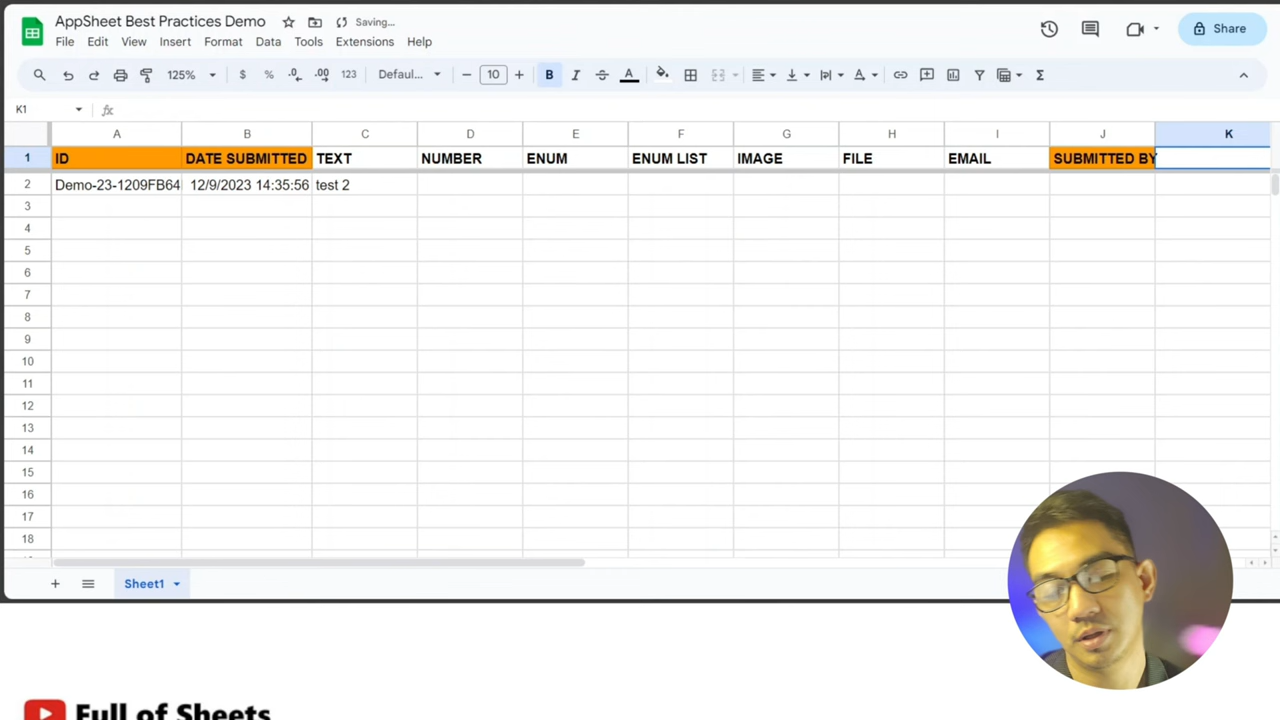 AppSheet Best Practices Demo Saving...
File Edit View Insert Format Data Tools Extensions Help
Share
125% $ % .0 .00 123 Defaul... 10 B I S A A Σ
K1 fx
A B C D E F G H I J K
1 ID DATE SUBMITTED TEXT NUMBER ENUM ENUM LIST IMAGE FILE EMAIL SUBMITTED BY
2 Demo-23-1209FB64 12/9/2023 14:35:56 test 2
3
4
5
6
7
8
9
10
11
12
13
14
15
16
17
18
Sheet1
Full of Sheets